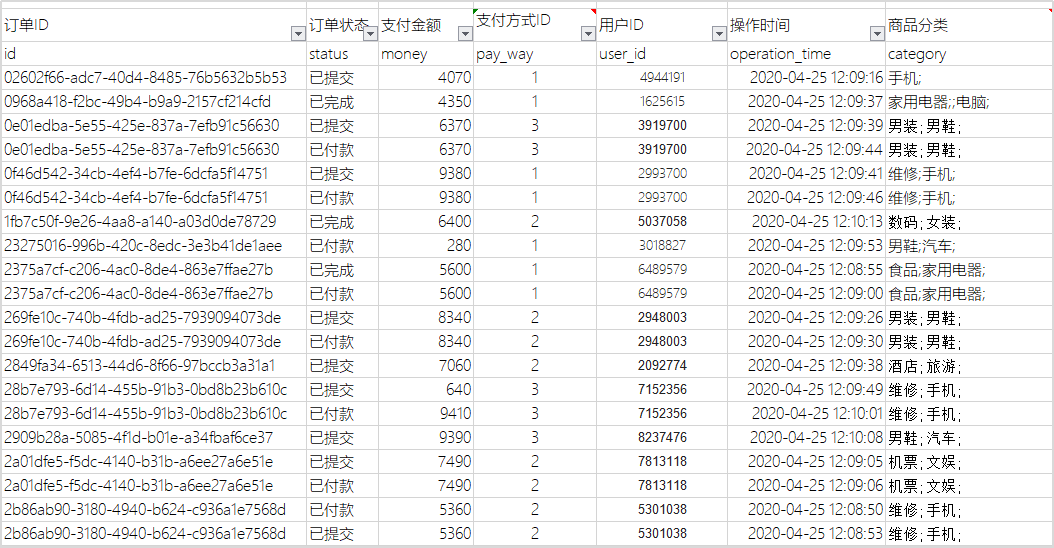 订单ID 订单状态 支付金额 支付方式ID 用户ID 操作时间 商品分类
id status money pay_way user_id operation_time category
02602f66-adc7-40d4-8485-76b5632b5b53 已提交 4070 1 4944191 2020-04-25 12:09:16 手机;
0968a418-f2bc-49b4-b9a9-2157cf214cfd 已完成 4350 1 1625615 2020-04-25 12:09:37 家用电器;;电脑;
0e01edba-5e55-425e-837a-7efb91c56630 已提交 6370 3 3919700 2020-04-25 12:09:39 男装;男鞋;
0e01edba-5e55-425e-837a-7efb91c56630 已付款 6370 3 3919700 2020-04-25 12:09:44 男装;男鞋;
0f46d542-34cb-4ef4-b7fe-6dcfa5f14751 已提交 9380 1 2993700 2020-04-25 12:09:41 维修;手机;
0f46d542-34cb-4ef4-b7fe-6dcfa5f14751 已付款 9380 1 2993700 2020-04-25 12:09:46 维修;手机;
1fb7c50f-9e26-4aa8-a140-a03d0de78729 已完成 6400 2 5037058 2020-04-25 12:10:13 数码;女装;
23275016-996b-420c-8edc-3e3b41de1aee 已付款 280 1 3018827 2020-04-25 12:09:53 男鞋;汽车;
2375a7cf-c206-4ac0-8de4-863e7ffae27b 已完成 5600 1 6489579 2020-04-25 12:08:55 食品;家用电器;
2375a7cf-c206-4ac0-8de4-863e7ffae27b 已付款 5600 1 6489579 2020-04-25 12:09:00 食品;家用电器;
269fe10c-740b-4fdb-ad25-7939094073de 已提交 8340 2 2948003 2020-04-25 12:09:26 男装;男鞋;
269fe10c-740b-4fdb-ad25-7939094073de 已付款 8340 2 2948003 2020-04-25 12:09:30 男装;男鞋;
2849fa34-6513-44d6-8f66-97bccb3a31a1 已提交 7060 2 2092774 2020-04-25 12:09:38 酒店;旅游;
28b7e793-6d14-455b-91b3-0bd8b23b610c 已提交 640 3 7152356 2020-04-25 12:09:49 维修;手机;
28b7e793-6d14-455b-91b3-0bd8b23b610c 已付款 9410 3 7152356 2020-04-25 12:10:01 维修;手机;
2909b28a-5085-4f1d-b01e-a34fbaf6ce37 已提交 9390 3 8237476 2020-04-25 12:10:08 男鞋;汽车;
2a01dfe5-f5dc-4140-b31b-a6ee27a6e51e 已提交 7490 2 7813118 2020-04-25 12:09:05 机票;文娱;
2a01dfe5-f5dc-4140-b31b-a6ee27a6e51e 已付款 7490 2 7813118 2020-04-25 12:09:06 机票;文娱;
2b86ab90-3180-4940-b624-c936a1e7568d 已付款 5360 2 5301038 2020-04-25 12:08:50 维修;手机;
2b86ab90-3180-4940-b624-c936a1e7568d 已提交 5360 2 5301038 2020-04-25 12:08:53 维修;手机;